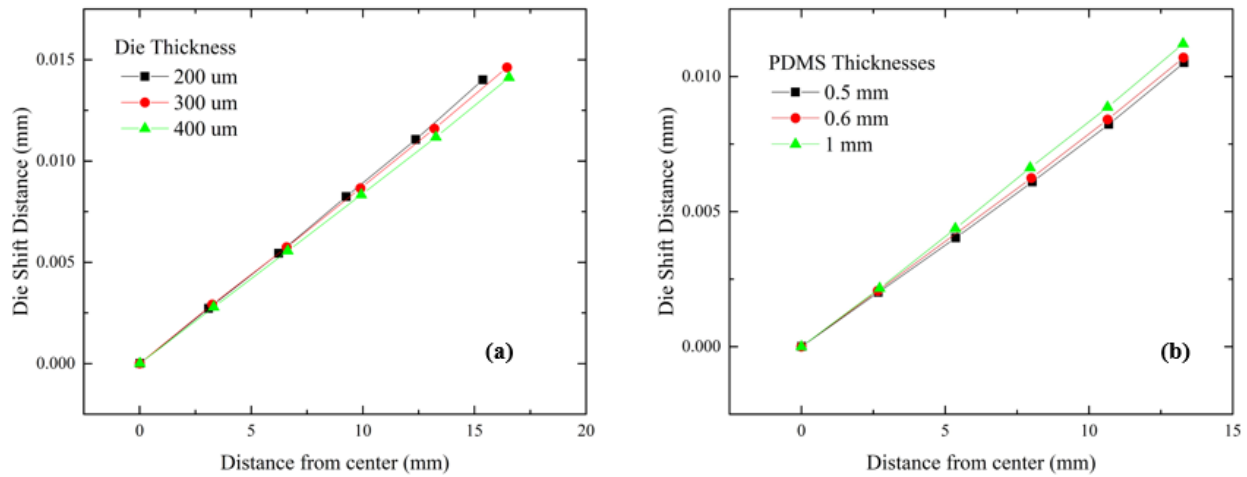 Die Thickness
200 um
300 um
400 um
0.015
0.010
0.005
0.000
Die Shift Distance (mm)
0
5
10
15
20
Distance from center (mm)
(a)
PDMS Thicknesses
0.5 mm
0.6 mm
1 mm
0.010
0.005
0.000
Die Shift Distance (mm)
0
5
10
15
Distance from center (mm)
(b)